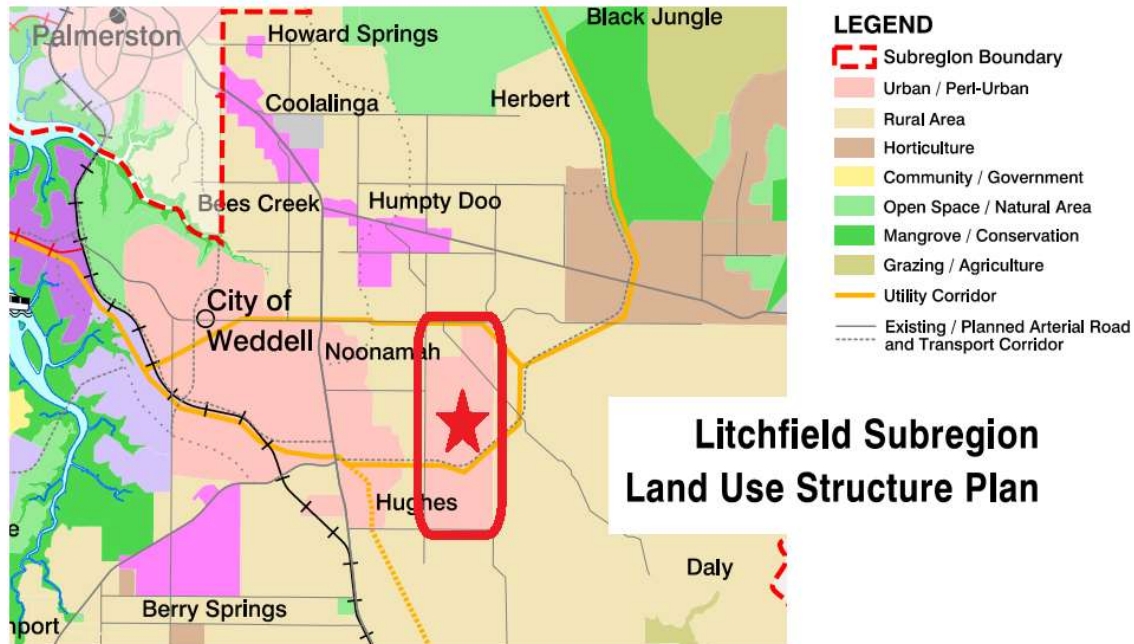 Palmerston
Howard Springs
Black Jungle
Coolalinga
Herbert
Bees Creek
Humpty Doo
City of
Weddell
Noonamah
Hughes
Daly
Berry Springs
LEGEND
Subregion Boundary
Urban / Peri-Urban
Rural Area
Horticulture
Community / Government
Open Space / Natural Area
Mangrove / Conservation
Grazing / Agriculture
Utility Corridor
Existing / Planned Arterial Road
and Transport Corridor
Litchfield Subregion
Land Use Structure Plan